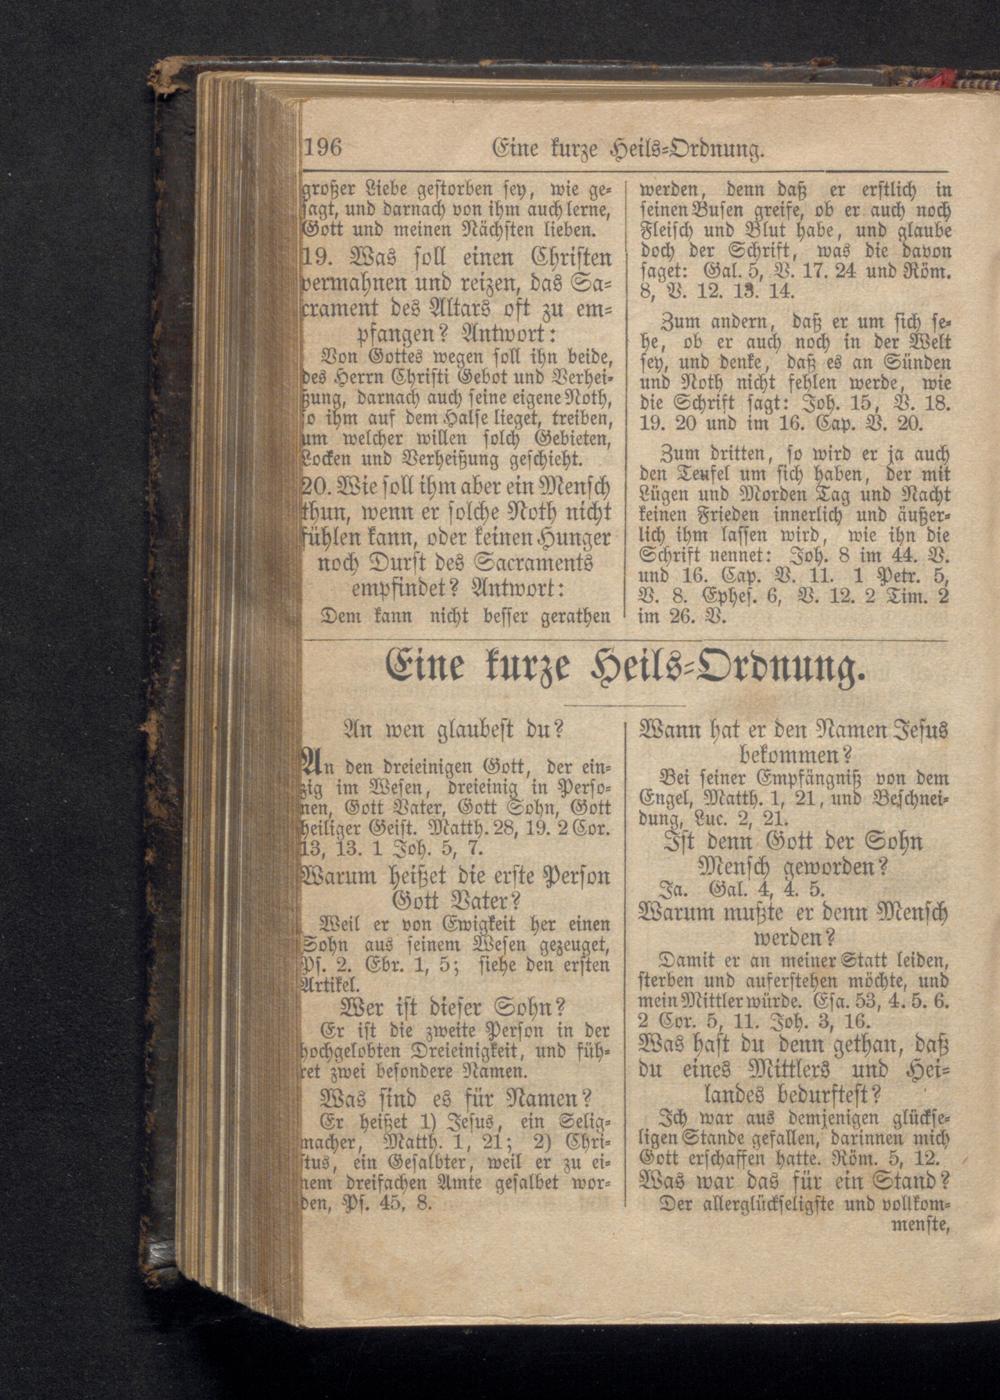 196
Eine kurze Heils-Ordnung.
großer Liebe gestorben sey, wie ge-
sagt, und darnach von ihm auch lerne,
Gott und meinen Nächsten lieben.
19. Was soll einen Christen
vermahnen und reizen, das Sa-
crament des Altars oft zu em-
pfangen? Antwort:
Von Gottes wegen soll ihn beide,
des Herrn Christi Gebot und Verhei-
ßung, darnach auch seine eigene Noth,
so ihm auf dem Halse lieget, treiben,
um welcher willen solch Gebieten,
Locken und Verheißung geschieht.
20. Wie soll ihm aber ein Mensch
thun, wenn er solche Noth nicht
fühlen kann, oder keinen Hunger
noch Durst des Sacraments
empfindet? Antwort:
Dem kann nicht besser gerathen
werden, denn daß er erstlich in
seinen Busen greife, ob er auch noch
Fleisch und Blut habe, und glaube
doch der Schrift, was die davon
saget: Gal. 5, V. 17. 24 und Röm.
8, V. 12. 13. 14.
Zum andern, daß er um sich se-
he, ob er auch noch in der Welt
sey, und denke, daß es an Sünden
und Noth nicht fehlen werde, wie
die Schrift sagt: Joh. 15, V. 18.
19. 20 und im 16. Cap. V. 20.
Zum dritten, so wird er ja auch
den Teufel um sich haben, der mit
Lügen und Morden Tag und Nacht
keinen Frieden innerlich und äußer-
lich ihm lassen wird, wie ihn die
Schrift nennet: Joh. 8 im 44. V.
und 16. Cap. V. 11. 1 Petr. 5,
V. 8. Ephes. 6, V. 12. 2 Tim. 2
im 26. V.
Eine kurze Heils-Ordnung.
An wen glaubest du?
An den dreieinigen Gott, der ein-
zig im Wesen, dreieinig in Perso-
nen, Gott Vater, Gott Sohn, Gott
heiliger Geist. Matth. 28, 19. 2 Cor.
13, 13. 1 Joh. 5, 7.
Warum heißet die erste Person
Gott Vater?
Weil er von Ewigkeit her einen
Sohn aus seinem Wesen gezeuget,
Ps. 2. Ebr. 1, 5; siehe den ersten
Artikel.
Wer ist dieser Sohn?
Er ist die zweite Person in der
hochgelobten Dreieinigkeit, und füh-
ret zwei besondere Namen.
Was sind es für Namen?
Er heißet 1) Jesus, ein Selig-
macher, Matth. 1, 21; 2) Chri-
stus, ein Gesalbter, weil er zu ei-
nem dreifachen Amte gesalbet wor-
den, Ps. 45, 8.
Wann hat er den Namen Jesus
bekommen?
Bei seiner Empfängniß von dem
Engel, Matth. 1, 21, und Beschnei-
dung, Luc. 2, 21.
Ist denn Gott der Sohn
Mensch geworden?
Ja. Gal. 4, 4. 5.
Warum mußte er denn Mensch
werden?
Damit er an meiner Statt leiden,
sterben und auferstehen möchte, und
mein Mittler würde. Esa. 53, 4. 5. 6.
2 Cor. 5, 11. Joh. 3, 16.
Was hast du denn gethan, daß
du eines Mittlers und Hei-
landes bedurftest?
Ich war aus demjenigen glückse-
ligen Stande gefallen, darinnen mich
Gott erschaffen hatte. Röm. 5, 12.
Was war das für ein Stand?
Der allerglückseligste und vollkom-
menste,